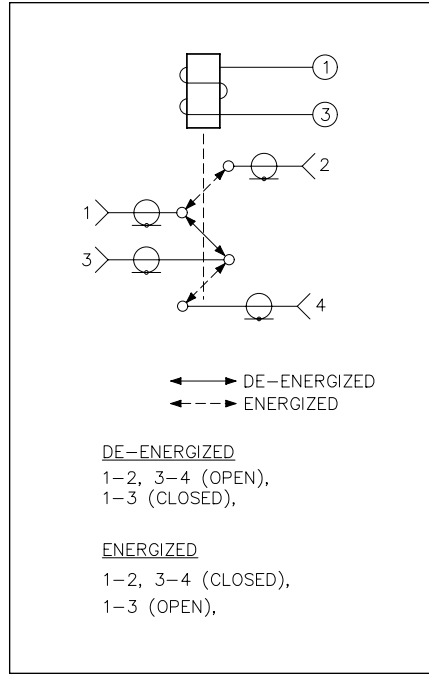 1
3
2
1
3
4
DE-ENERGIZED
ENERGIZED
DE-ENERGIZED
1-2, 3-4 (OPEN),
1-3 (CLOSED),
ENERGIZED
1-2, 3-4 (CLOSED),
1-3 (OPEN),